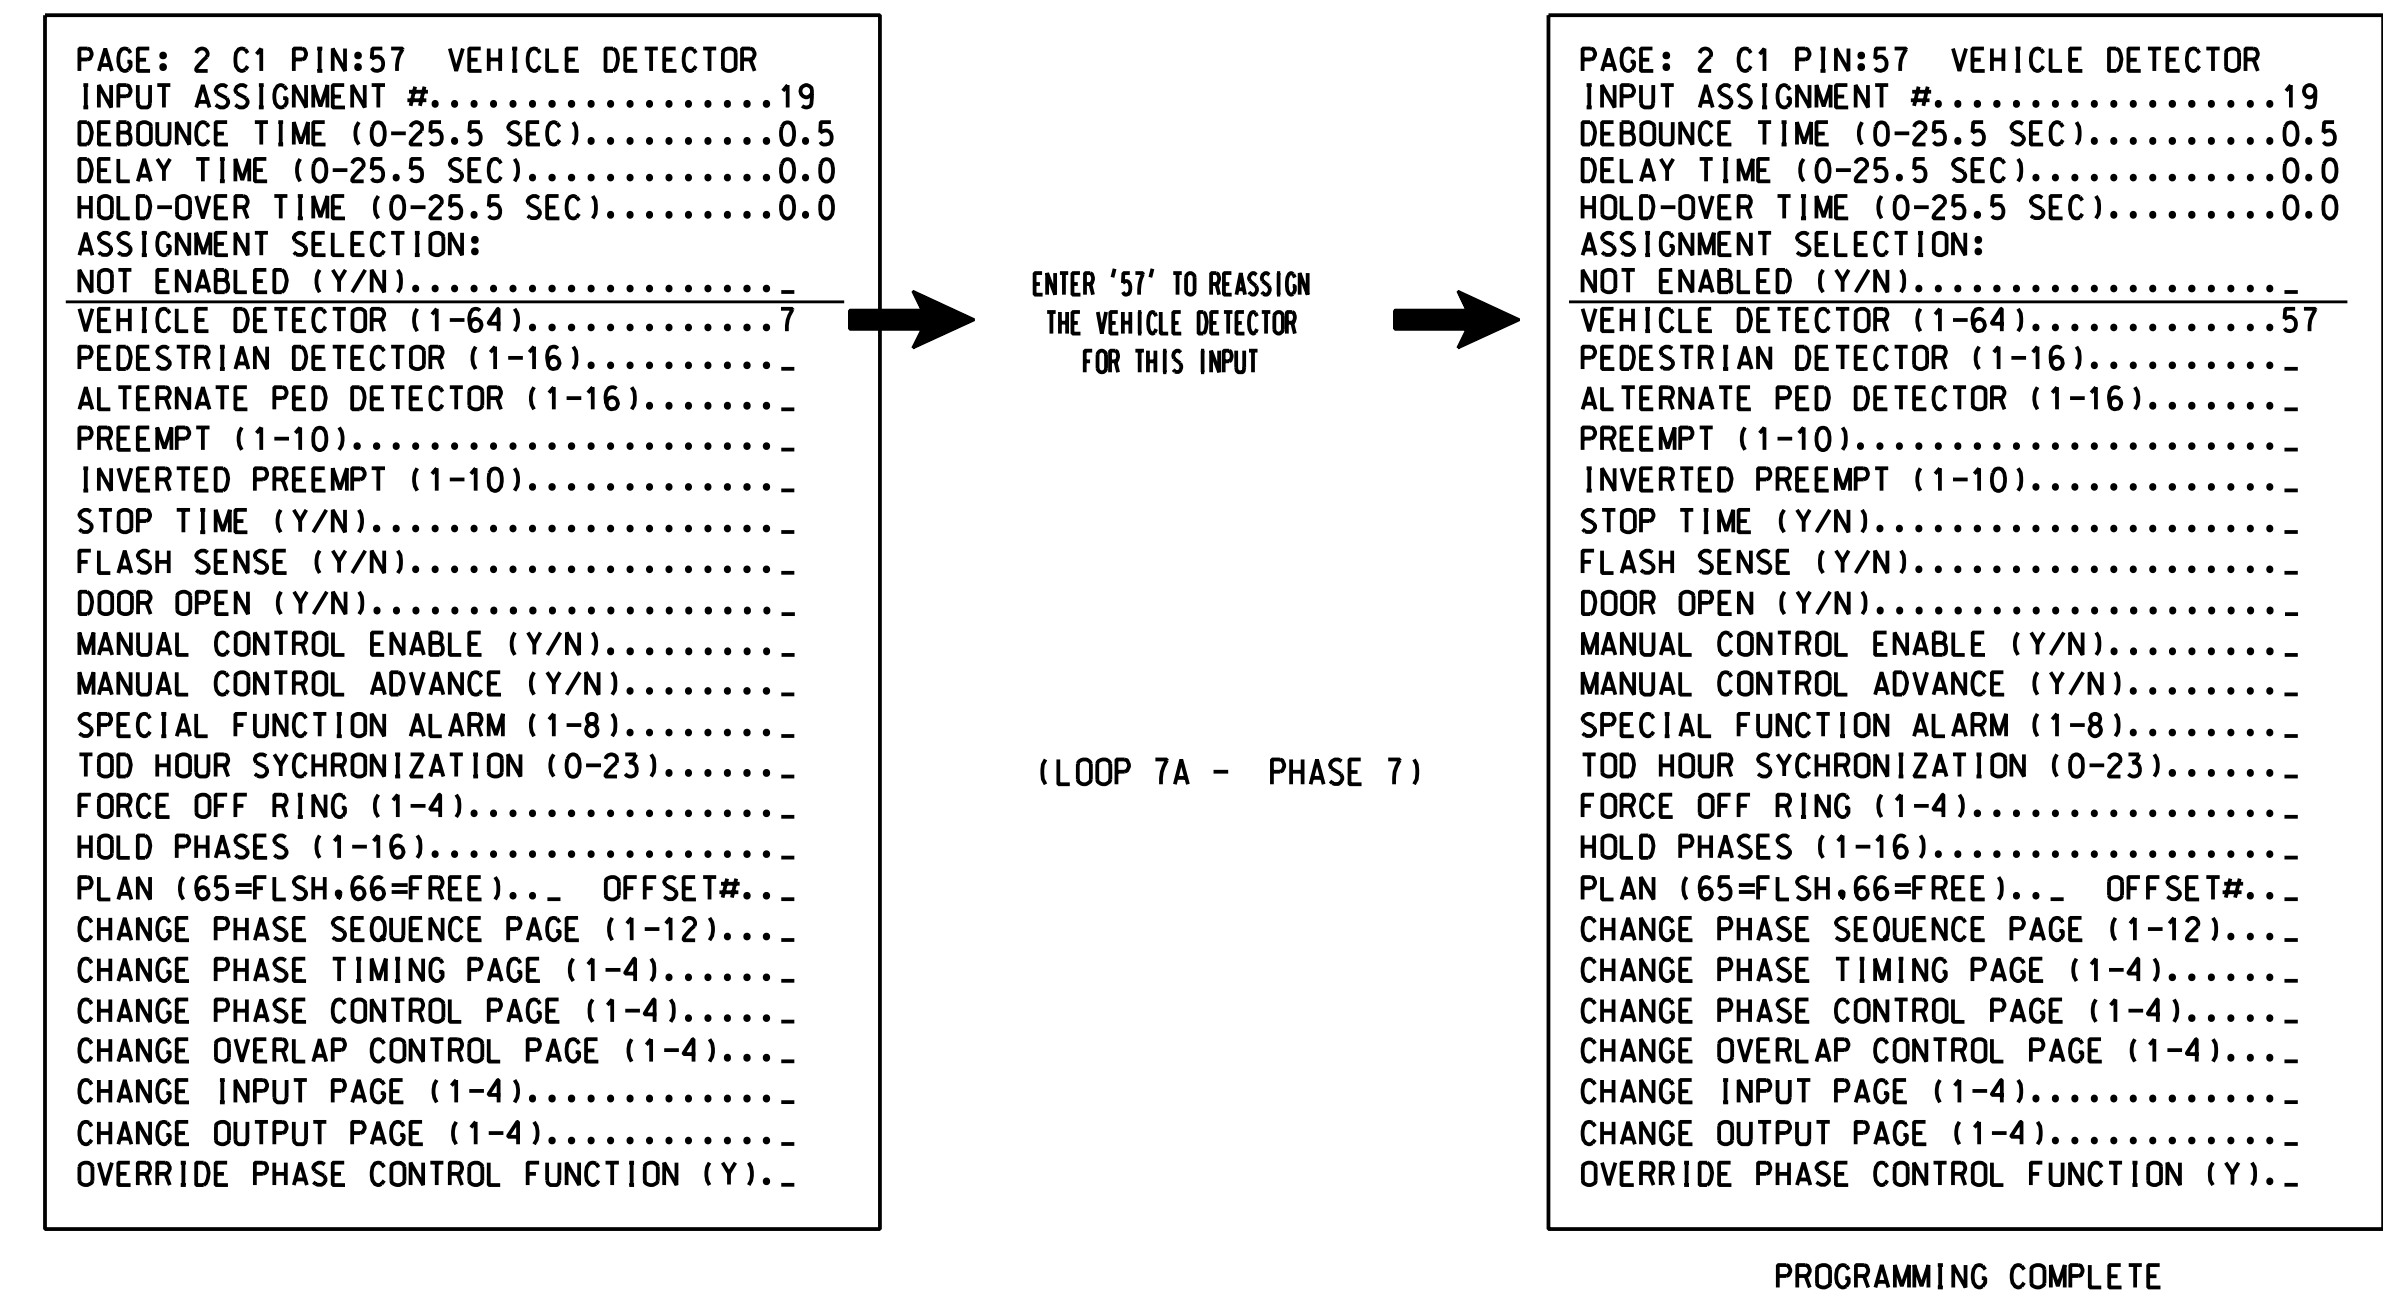 PAGE: 2 C1 PIN:57  VEHICLE DETECTOR
INPUT ASSIGNMENT #..................19
DEBOUNCE TIME (0-25.5 SEC)..........0.5
DELAY TIME (0-25.5 SEC).............0.0
HOLD-OVER TIME (0-25.5 SEC).........0.0
ASSIGNMENT SELECTION:
NOT ENABLED (Y/N)..................._
VEHICLE DETECTOR (1-64).............7
PEDESTRIAN DETECTOR (1-16).........._
ALTERNATE PED DETECTOR (1-16)......._
PREEMPT (1-10)......................_
INVERTED PREEMPT (1-10)............._
STOP TIME (Y/N)....................._
FLASH SENSE (Y/N)..................._
DOOR OPEN (Y/N)....................._
MANUAL CONTROL ENABLE (Y/N)........._
MANUAL CONTROL ADVANCE (Y/N)........_
SPECIAL FUNCTION ALARM (1-8)........_
TOD HOUR SYCHRONIZATION (0-23)......_
FORCE OFF RING (1-4)................_
HOLD PHASES (1-16).................._
PLAN (65=FLSH,66=FREE).._  OFFSET#.._
CHANGE PHASE SEQUENCE PAGE (1-12)..._
CHANGE PHASE TIMING PAGE (1-4)......_
CHANGE PHASE CONTROL PAGE (1-4)....._
CHANGE OVERLAP CONTROL PAGE (1-4)..._
CHANGE INPUT PAGE (1-4)............._
CHANGE OUTPUT PAGE (1-4)............_
OVERRIDE PHASE CONTROL FUNCTION (Y)._
ENTER '57' TO REASSIGN
THE VEHICLE DETECTOR
FOR THIS INPUT
(LOOP 7A -  PHASE 7)
PAGE: 2 C1 PIN:57  VEHICLE DETECTOR
INPUT ASSIGNMENT #..................19
DEBOUNCE TIME (0-25.5 SEC)..........0.5
DELAY TIME (0-25.5 SEC).............0.0
HOLD-OVER TIME (0-25.5 SEC).........0.0
ASSIGNMENT SELECTION:
NOT ENABLED (Y/N)..................._
VEHICLE DETECTOR (1-64).............57
PEDESTRIAN DETECTOR (1-16).........._
ALTERNATE PED DETECTOR (1-16)......._
PREEMPT (1-10)......................_
INVERTED PREEMPT (1-10)............._
STOP TIME (Y/N)....................._
FLASH SENSE (Y/N)..................._
DOOR OPEN (Y/N)....................._
MANUAL CONTROL ENABLE (Y/N)........._
MANUAL CONTROL ADVANCE (Y/N)........_
SPECIAL FUNCTION ALARM (1-8)........_
TOD HOUR SYCHRONIZATION (0-23)......_
FORCE OFF RING (1-4)................_
HOLD PHASES (1-16).................._
PLAN (65=FLSH,66=FREE).._  OFFSET#.._
CHANGE PHASE SEQUENCE PAGE (1-12)..._
CHANGE PHASE TIMING PAGE (1-4)......_
CHANGE PHASE CONTROL PAGE (1-4)....._
CHANGE OVERLAP CONTROL PAGE (1-4)..._
CHANGE INPUT PAGE (1-4)............._
CHANGE OUTPUT PAGE (1-4)............_
OVERRIDE PHASE CONTROL FUNCTION (Y)._
PROGRAMMING COMPLETE